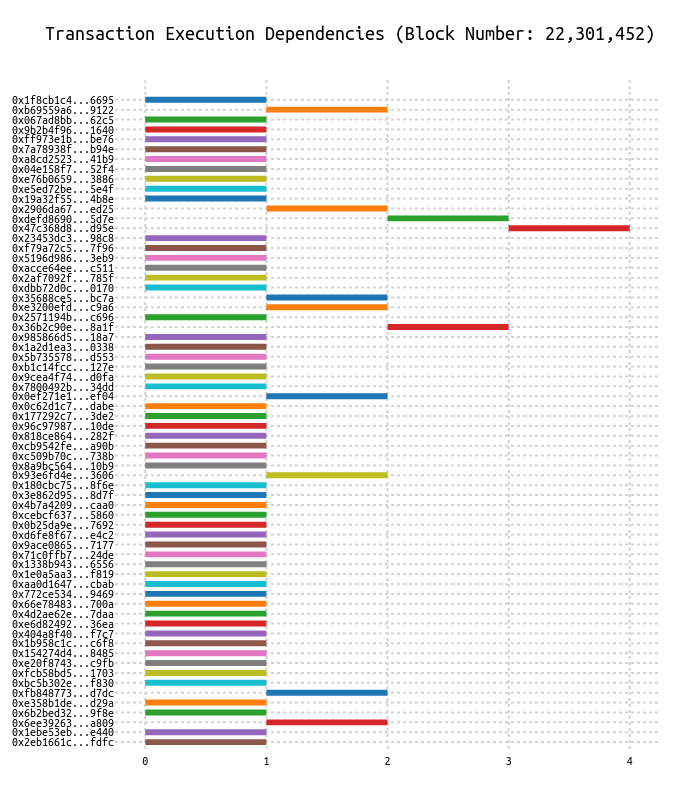 Transaction Execution Dependencies (Block Number: 22,301,452)
0x1f8cb1c4...6695
0xb69559a6...9122
0x067ad8bb...62c5
0x9b2b4f96...1640
0xff973e1b...be76
0x7a78938f...b94e
0xa8cd2523...41b9
0x04e158f7...52f4
0xe76b0659...3886
0xe5ed72be...5e4f
0x19a32f55...4b8e
0x2906da67...ed25
0xdefd8690...5d7e
0x47c368d8...d95e
0x23453dc3...98c8
0xf79a72c5...7f96
0x5196d986...3eb9
0xacce64ee...c511
0x2af7092f...785f
0xdbb72d0c...0170
0x35688ce5...bc7a
0xe3200efd...c9a6
0x2571194b...c696
0x36b2c90e...8a1f
0x985866d5...18a7
0x1a2d1ea3...0338
0x5b735578...d553
0xb1c14fcc...127e
0x9cea4f74...d0fa
0x7800492b...34dd
0x0ef271e1...ef04
0x0c62d1c7...dabe
0x177292c7...3de2
0x96c97987...10de
0x818ce864...282f
0xcb9542fe...a90b
0xc509b70c...738b
0x8a9bc564...10b9
0x93e6fd4e...3606
0x180cbc75...8f6e
0x3e862d95...8d7f
0x4b7a4209...caa0
0xcebcf637...5860
0x0b25da9e...7692
0xd6fe8f67...e4c2
0x9ace0865...7177
0x71c0ffb7...24de
0x1338b943...6556
0x1e0a5aa3...f819
0xaa0d1647...cbab
0x772ce534...9469
0x66e78483...700a
0x4d2ae62e...7daa
0xe6d82492...36ea
0x404a8f40...f7c7
0x1b958c1c...c6f8
0x154274d4...8485
0xe20f8743...c9fb
0xfcb58bd5...1703
0xbc5b302e...f830
0xfb848773...d7dc
0xe358b1de...d29a
0x6b2bed32...9f8e
0x6ee39263...a809
0x1ebe53eb...e440
0x2eb1661c...fdfc
0 1 2 3 4